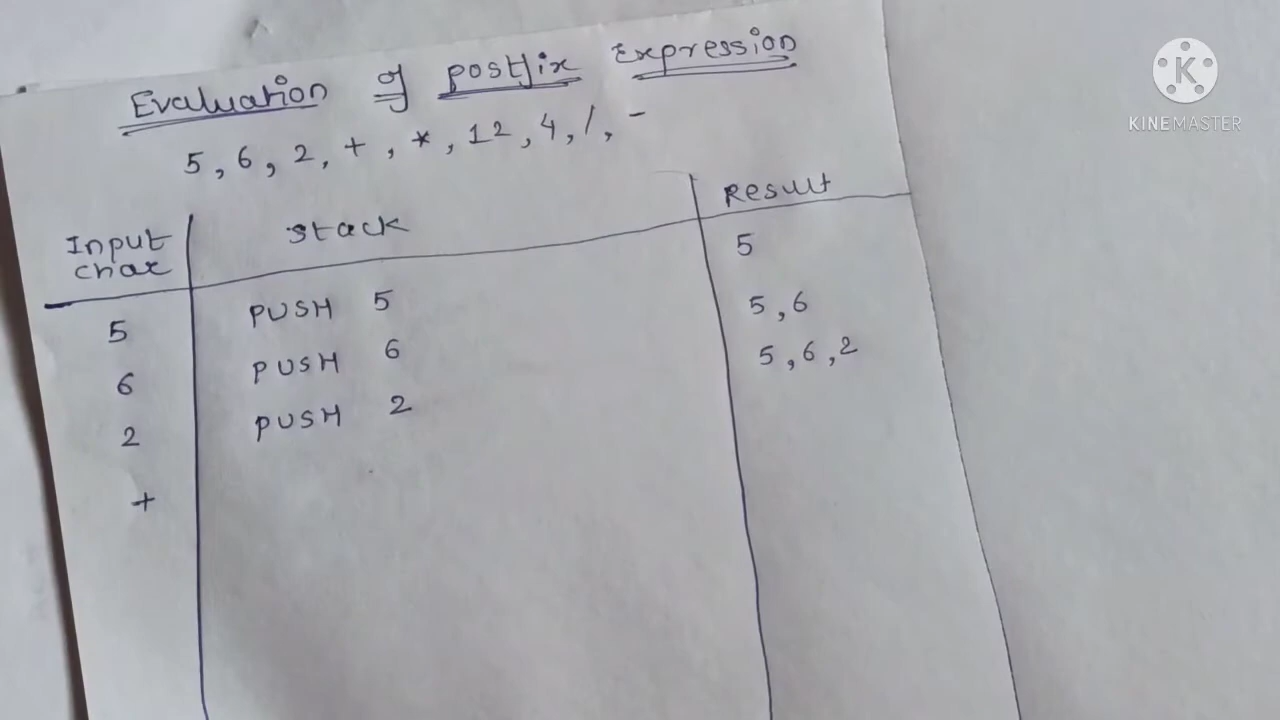 Evaluation of postfix Expression
5, 6, 2, +, *, 12, 4, /, -
Input char | stack | Result
5 | PUSH 5 | 5
6 | PUSH 6 | 5, 6
2 | PUSH 2 | 5, 6, 2
+
KINEMASTER